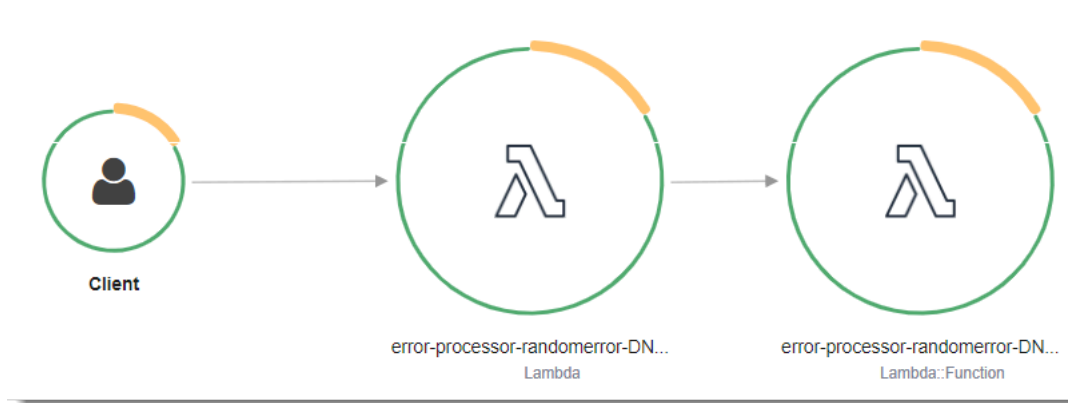 Client
error-processor-randomerror-DN...
Lambda
error-processor-randomerror-DN...
Lambda::Function